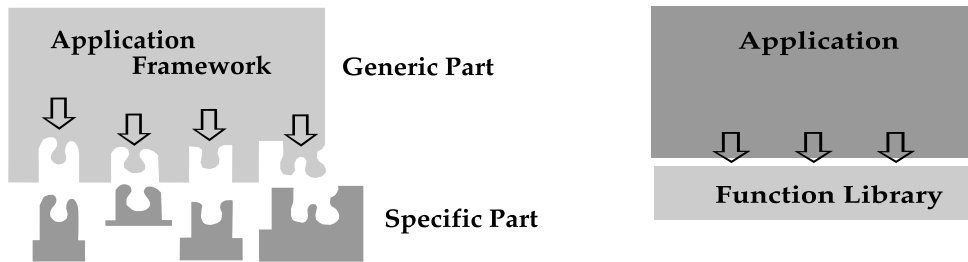 Application
Framework
Generic Part
Specific Part
Application
Function Library